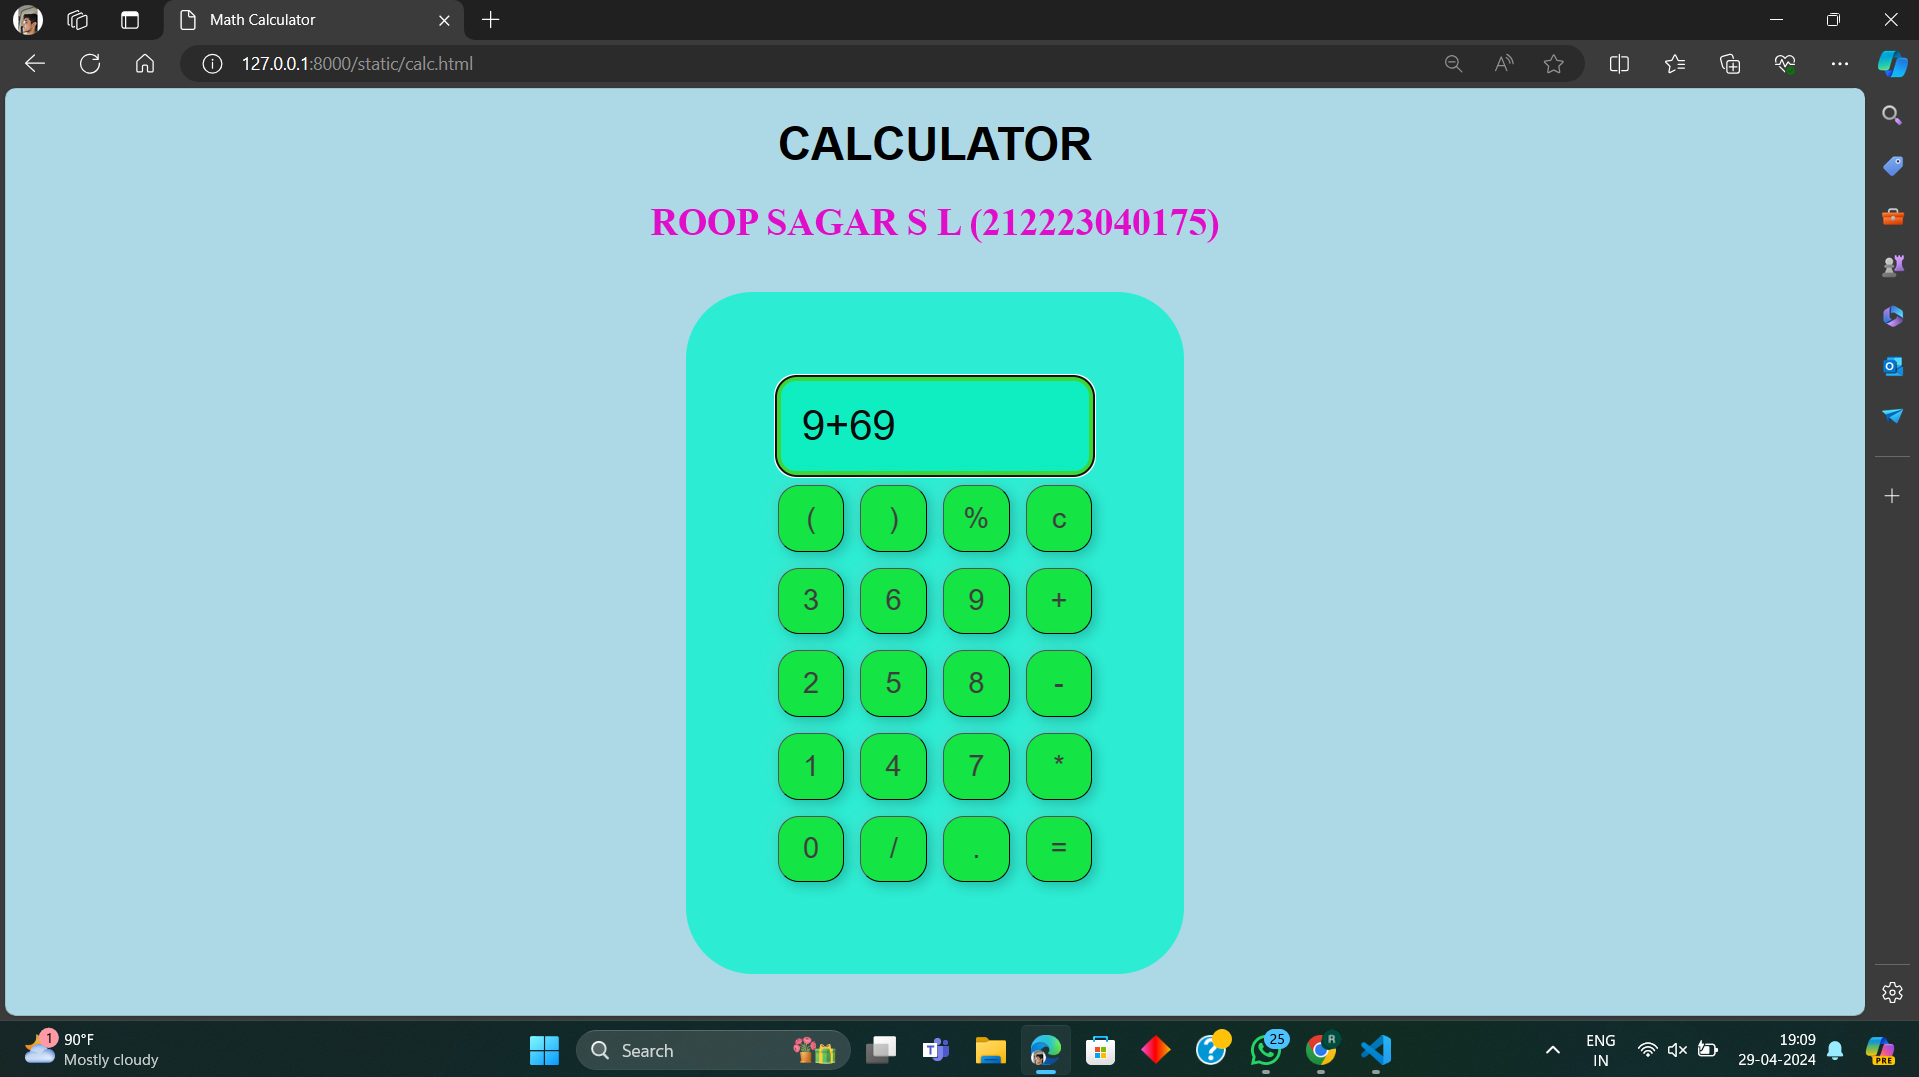 Math Calculator
127.0.0.1:8000/static/calc.html
CALCULATOR
ROOP SAGAR S L (212223040175)
9+69
( ) % c
3 6 9 +
2 5 8 -
1 4 7 *
0 / . =
1
90°F
Mostly cloudy
Search
25
R
ENG
IN
19:09
29-04-2024
PRE